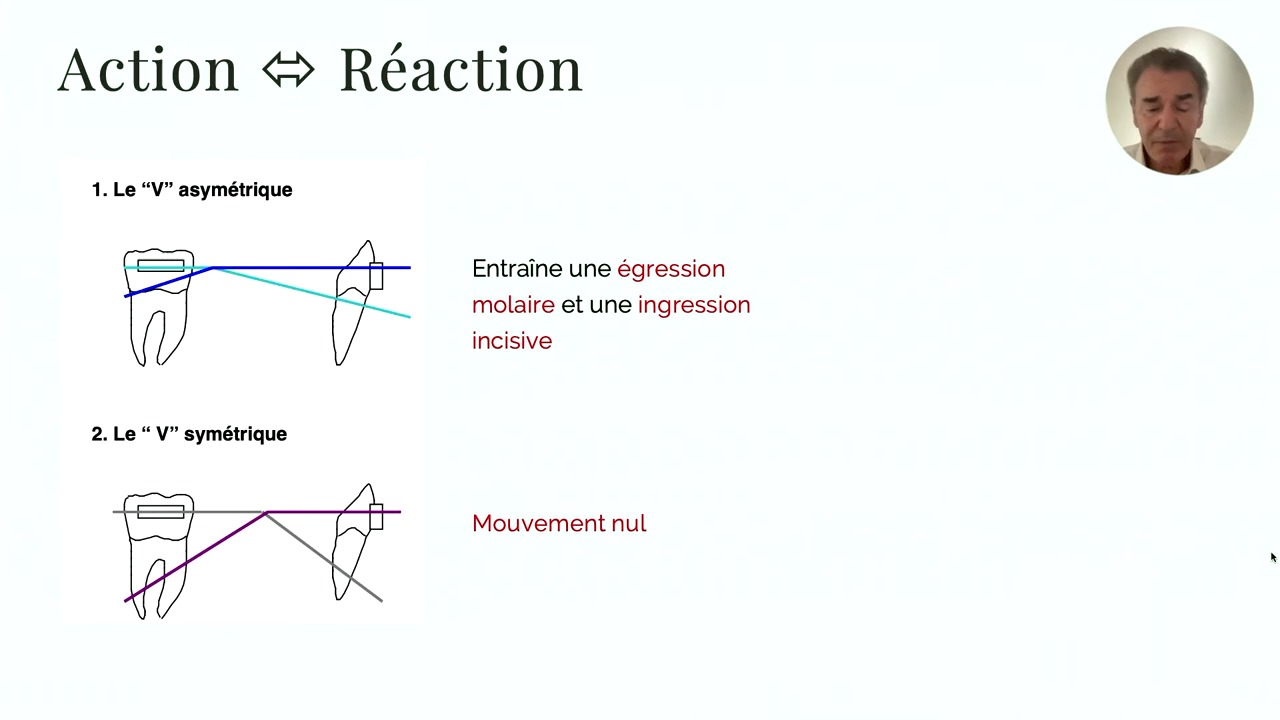 Action ⬄ Réaction
1. Le “V” asymétrique
Entraîne une égression
molaire et une ingression
incisive
2. Le “ V” symétrique
Mouvement nul